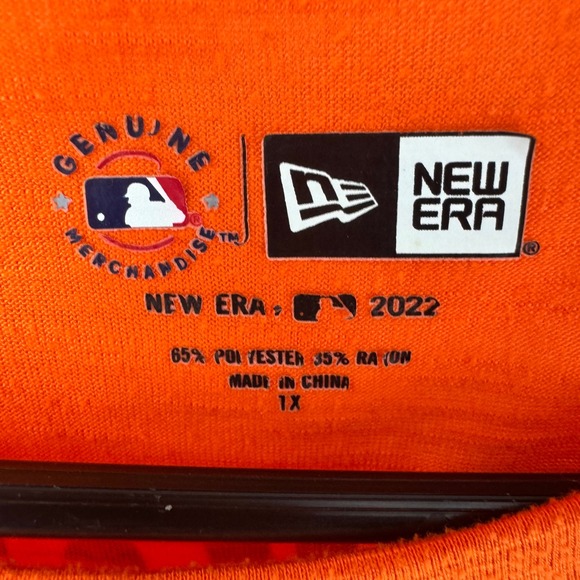 GENUINE
MERCHANDISE™
NEW
ERA®
NEW ERA, 2022
65% POLYESTER 35% RAYON
MADE IN CHINA
1X